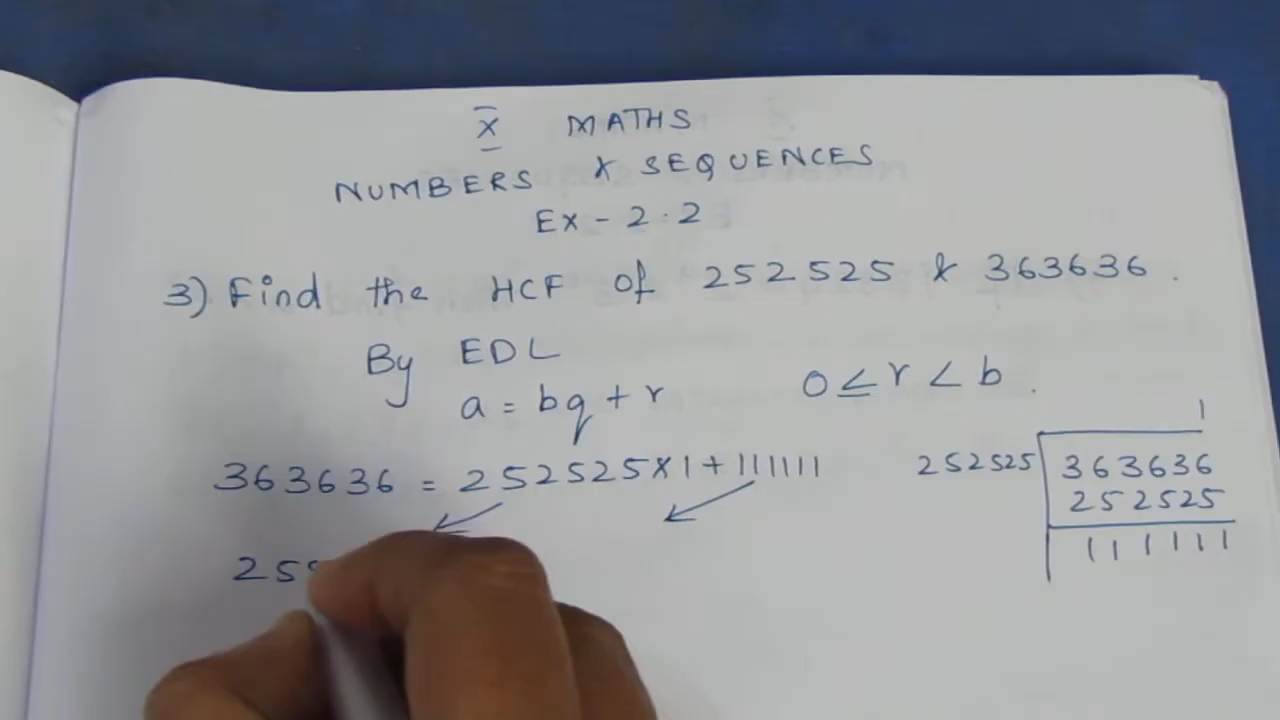 X MATHS
NUMBERS & SEQUENCES
Ex - 2.2
3) Find the HCF of 252525 & 363636.
By EDL
a = bq + r 0 ≤ r < b.
363636 = 252525 × 1 + 111111
1
252525 363636
252525
111111
25